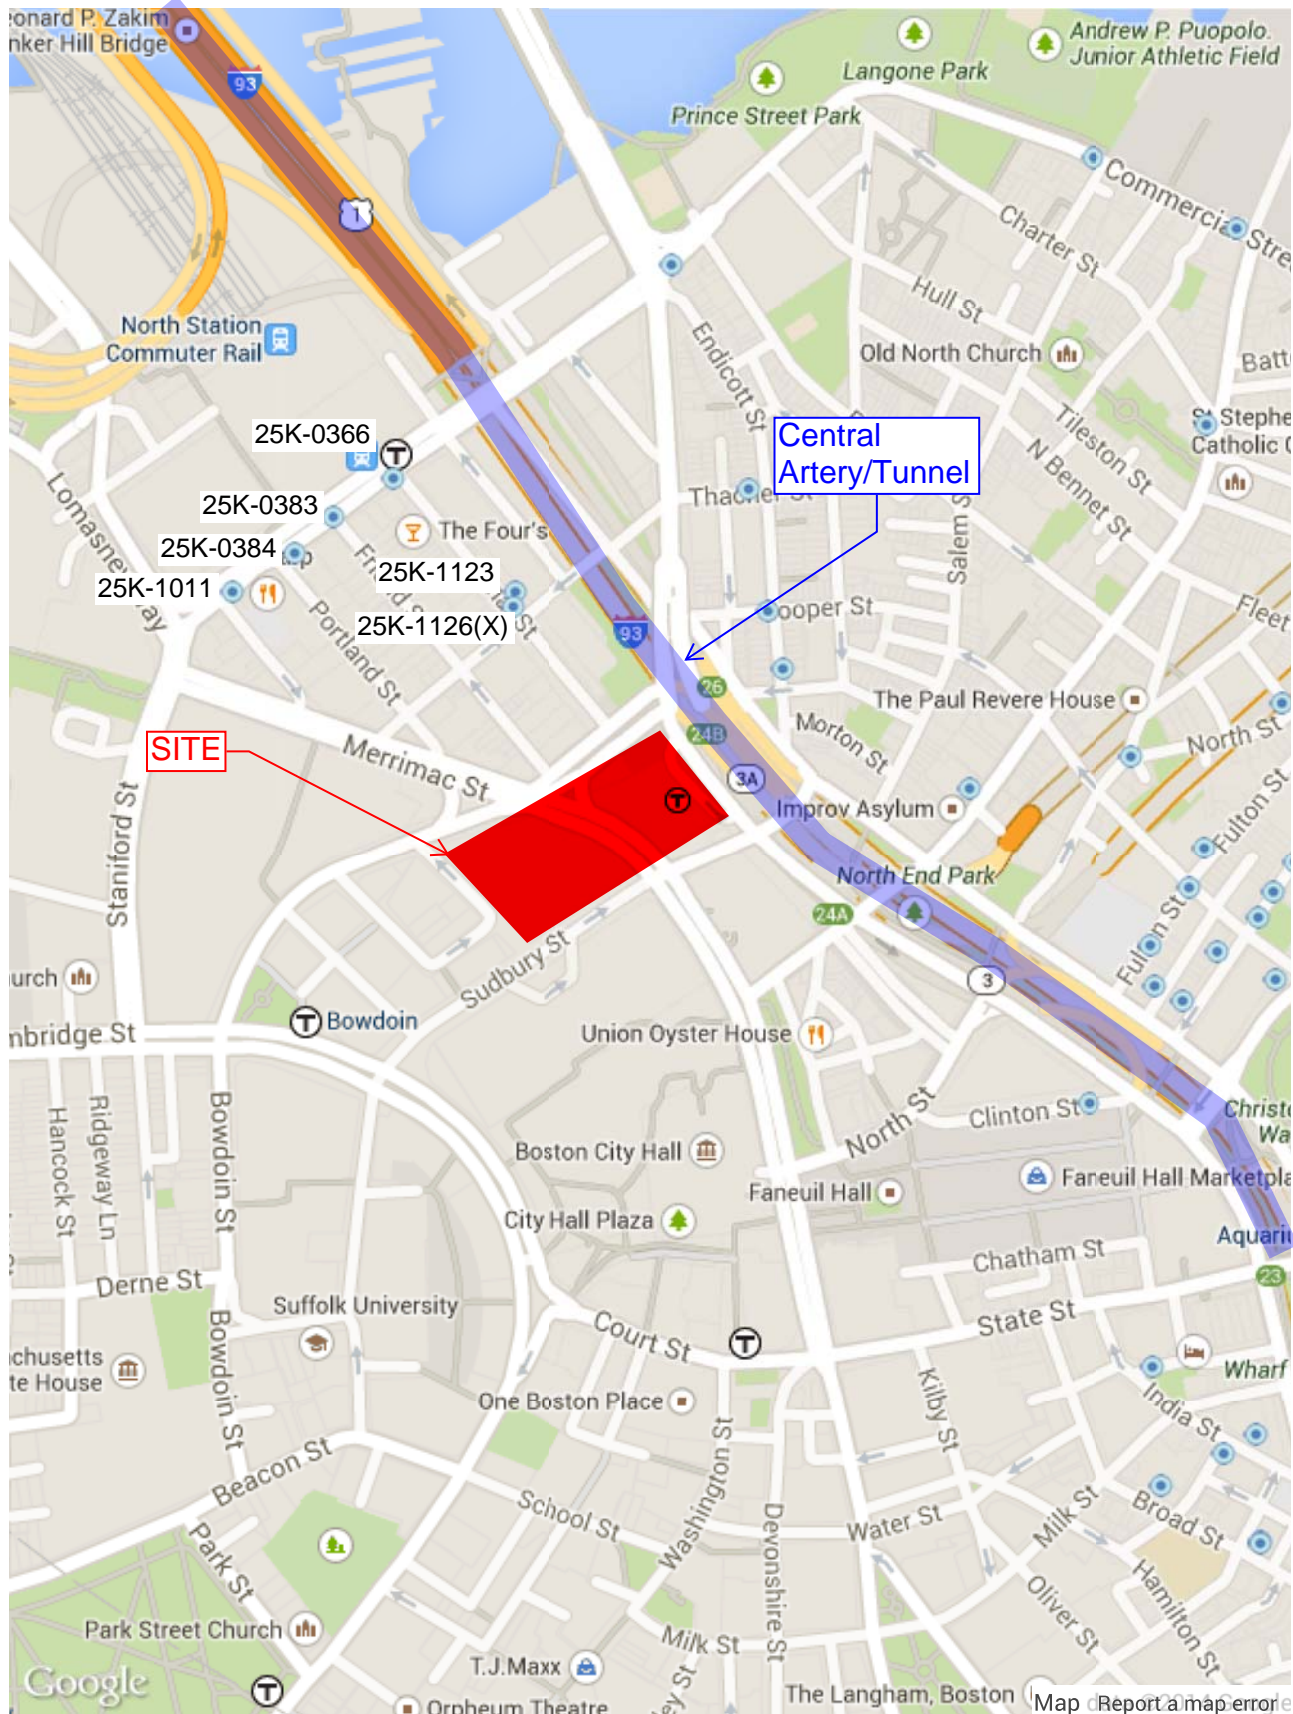 eonard P. Zakim
nker Hill Bridge
93
Langone Park
Andrew P. Puopolo.
Junior Athletic Field
Prince Street Park
1
Commercial
Stre
Charter St
Hull St
North Station
Commuter Rail
Endicott St
Old North Church
Batt
Tileston St
St Stephe
Catholic C
25K-0366
T
Central
Artery/Tunnel
N Bennet St
Lomasney
ay
25K-0383
The Four's
Salem S
25K-0384
25K-1011
25K-1123
25K-1126(X)
Portland St
93
Cooper St
Fleet
26
The Paul Revere House
24B
Morton St
North St
SITE
Merrimac St
3A
T
Improv Asylum
Fulton St
Staniford St
North End Park
24A
Fulton St
Sudbury St
urch
3
T Bowdoin
mbridge St
Union Oyster House
Hancock St
Ridgeway Ln
Bowdoin St
North St
Clinton St
Christ
Wa
Boston City Hall
Faneuil Hall
Faneuil Hall Marketpla
City Hall Plaza
Aquari
Chatham St
Derne St
23
Suffolk University
State St
Court St
T
Bowdoin St
chusetts
te House
Wharf
Kilby St
India St
One Boston Place
Beacon St
Washington St
School St
Devonshire St
Water St
Milk St
Broad St
Park St
Oliver St
Hamilton St
Park Street Church
Milk St
T.J.Maxx
Google
T
Orpheum Theatre
ey St
The Langham, Boston
Map
Report a map error